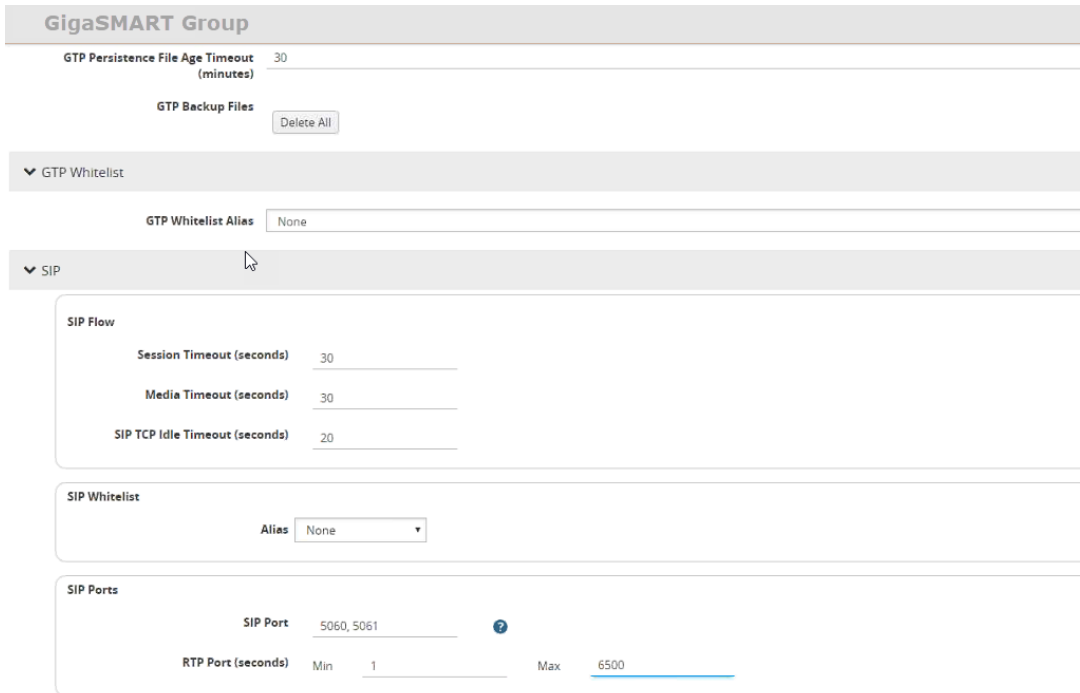 GigaSMART Group
GTP Persistence File Age Timeout 30
(minutes)
GTP Backup Files
Delete All
GTP Whitelist
GTP Whitelist Alias None
SIP
SIP Flow
Session Timeout (seconds) 30
Media Timeout (seconds) 30
SIP TCP Idle Timeout (seconds) 20
SIP Whitelist
Alias None
SIP Ports
SIP Port 5060, 5061 ?
RTP Port (seconds) Min 1 Max 6500